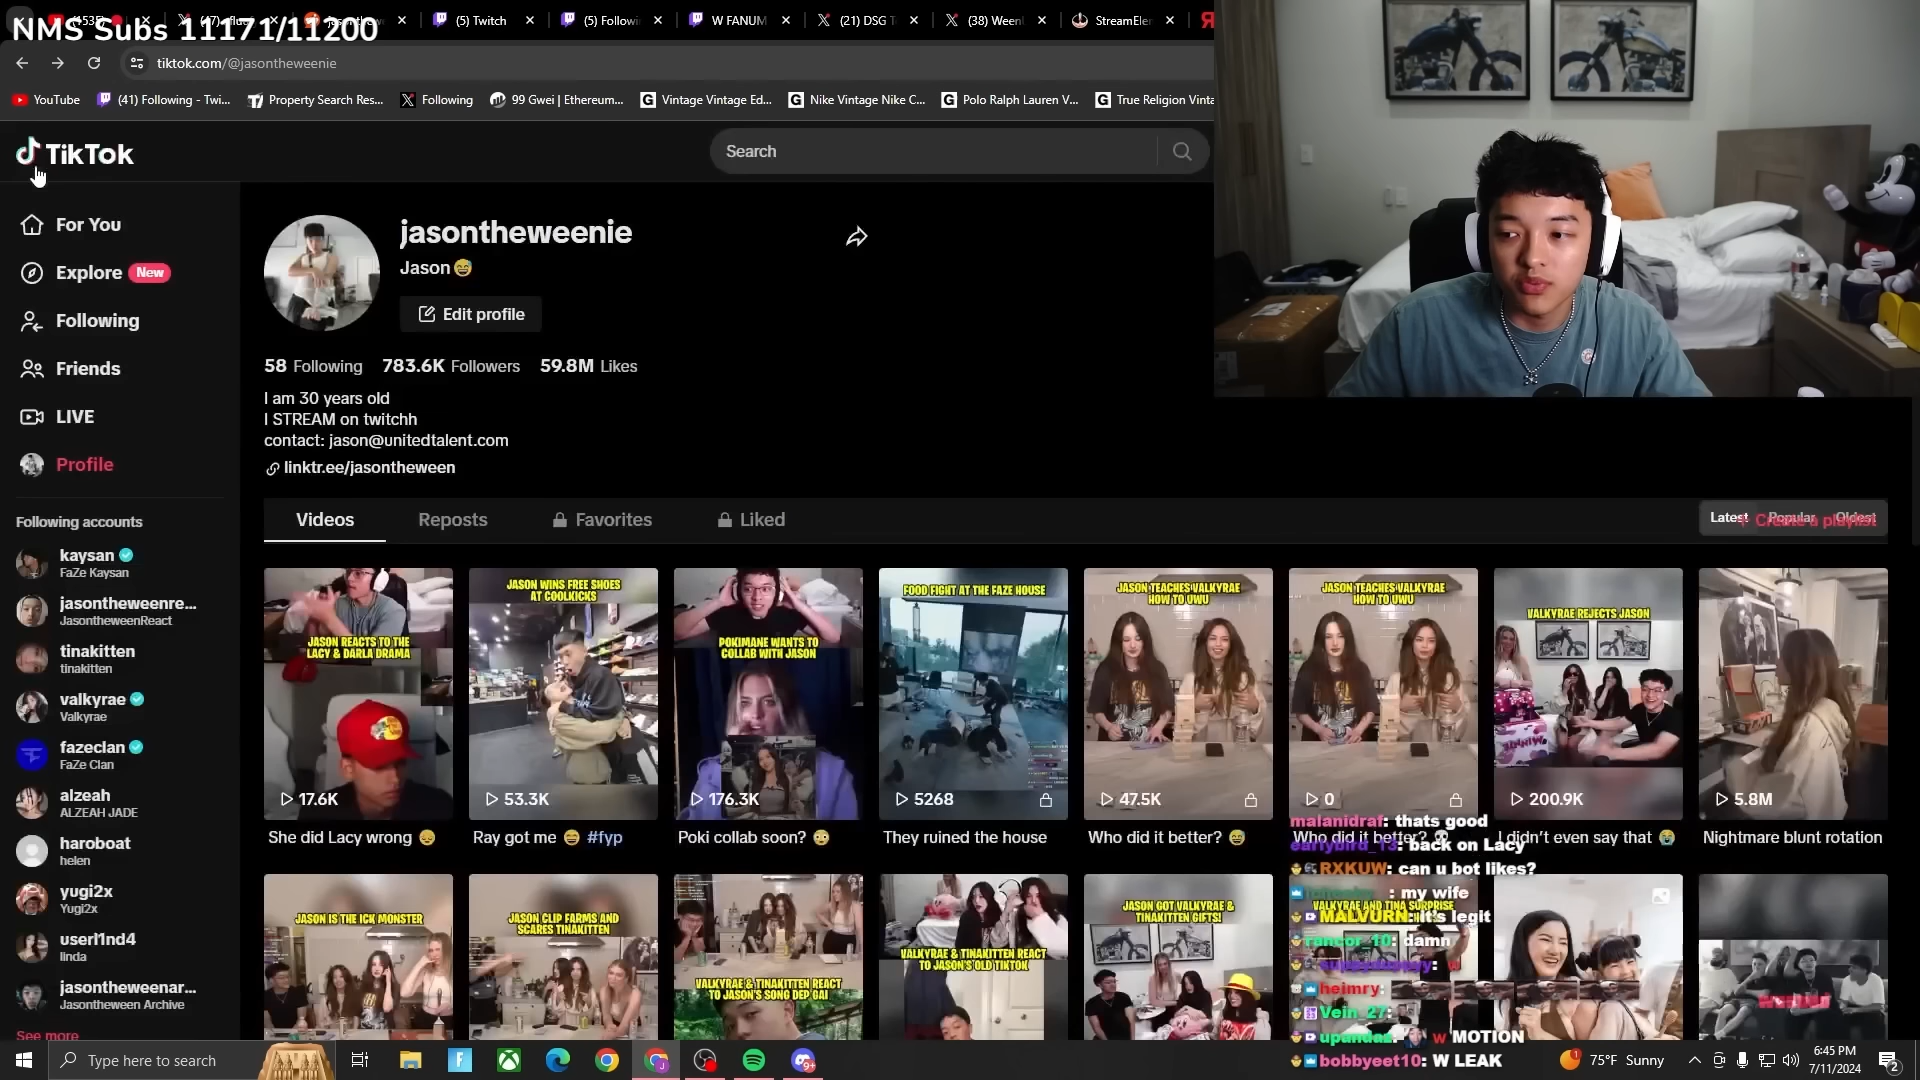 NMS Subs 11171/11200
(5) Twitch
(5) Followi
W FANUM
(21) DSG T
(38) Ween
StreamEle
tiktok.com/@jasontheweenie
YouTube
(41) Following - Twi...
Property Search Res...
Following
99 Gwei | Ethereum...
Vintage Vintage Ed...
Nike Vintage Nike C...
Polo Ralph Lauren V...
True Religion Vinta
TikTok
Search
For You
Explore New
Following
Friends
LIVE
Profile
Following accounts
kaysan
FaZe Kaysan
jasontheweenre...
JasontheweenReact
tinakitten
tinakitten
valkyrae
Valkyrae
fazeclan
FaZe Clan
alzeah
ALZEAH JADE
haroboat
helen
yugi2x
Yugi2x
userl1nd4
linda
jasontheweenar...
Jasontheween Archive
See more
jasontheweenie
Jason😅
Edit profile
58 Following 783.6K Followers 59.8M Likes
I am 30 years old
I STREAM on twitchh
contact: jason@unitedtalent.com
linktr.ee/jasontheween
Videos
Reposts
Favorites
Liked
Latest Popular Oldest
Create a playlist
JASON REACTS TO THE
LACY & DARLA DRAMA
17.6K
She did Lacy wrong 😔
JASON WINS FREE SHOES
AT COOLKICKS
53.3K
Ray got me 😄 #fyp
POKIMANE WANTS TO
COLLAB WITH JASON
176.3K
Poki collab soon? 😳
FOOD FIGHT AT THE FAZE HOUSE
5268
They ruined the house
JASON TEACHES VALKYRAE
HOW TO UWU
47.5K
Who did it better? 😅
JASON TEACHES VALKYRAE
HOW TO UWU
0
Who did it better? 💀
VALKYRAE REJECTS JASON
200.9K
I didn't even say that 😭
5.8M
Nightmare blunt rotation
JASON IS THE ICK MONSTER
JASON CLIP FARMS AND
SCARES TINAKITTEN
VALKYRAE & TINAKITTEN REACT
TO JASON'S SONG DEP GAI
VALKYRAE & TINAKITTEN REACT
TO JASON'S OLD TIKTOK
JASON GOT VALKYRAE &
TINAKITTEN GIFTS!
VALKYRAE AND TINA SURPRISE
malanidraf: thats good
earlybird_13: back on Lacy
RXKUW: can u bot likes?
: my wife
MALVURN: it's legit
rancor_10: damn
heimry:
Vein_27:
upandaz: w MOTION
bobbyeet10: W LEAK
Type here to search
9+
75°F Sunny
6:45 PM
7/11/2024
2